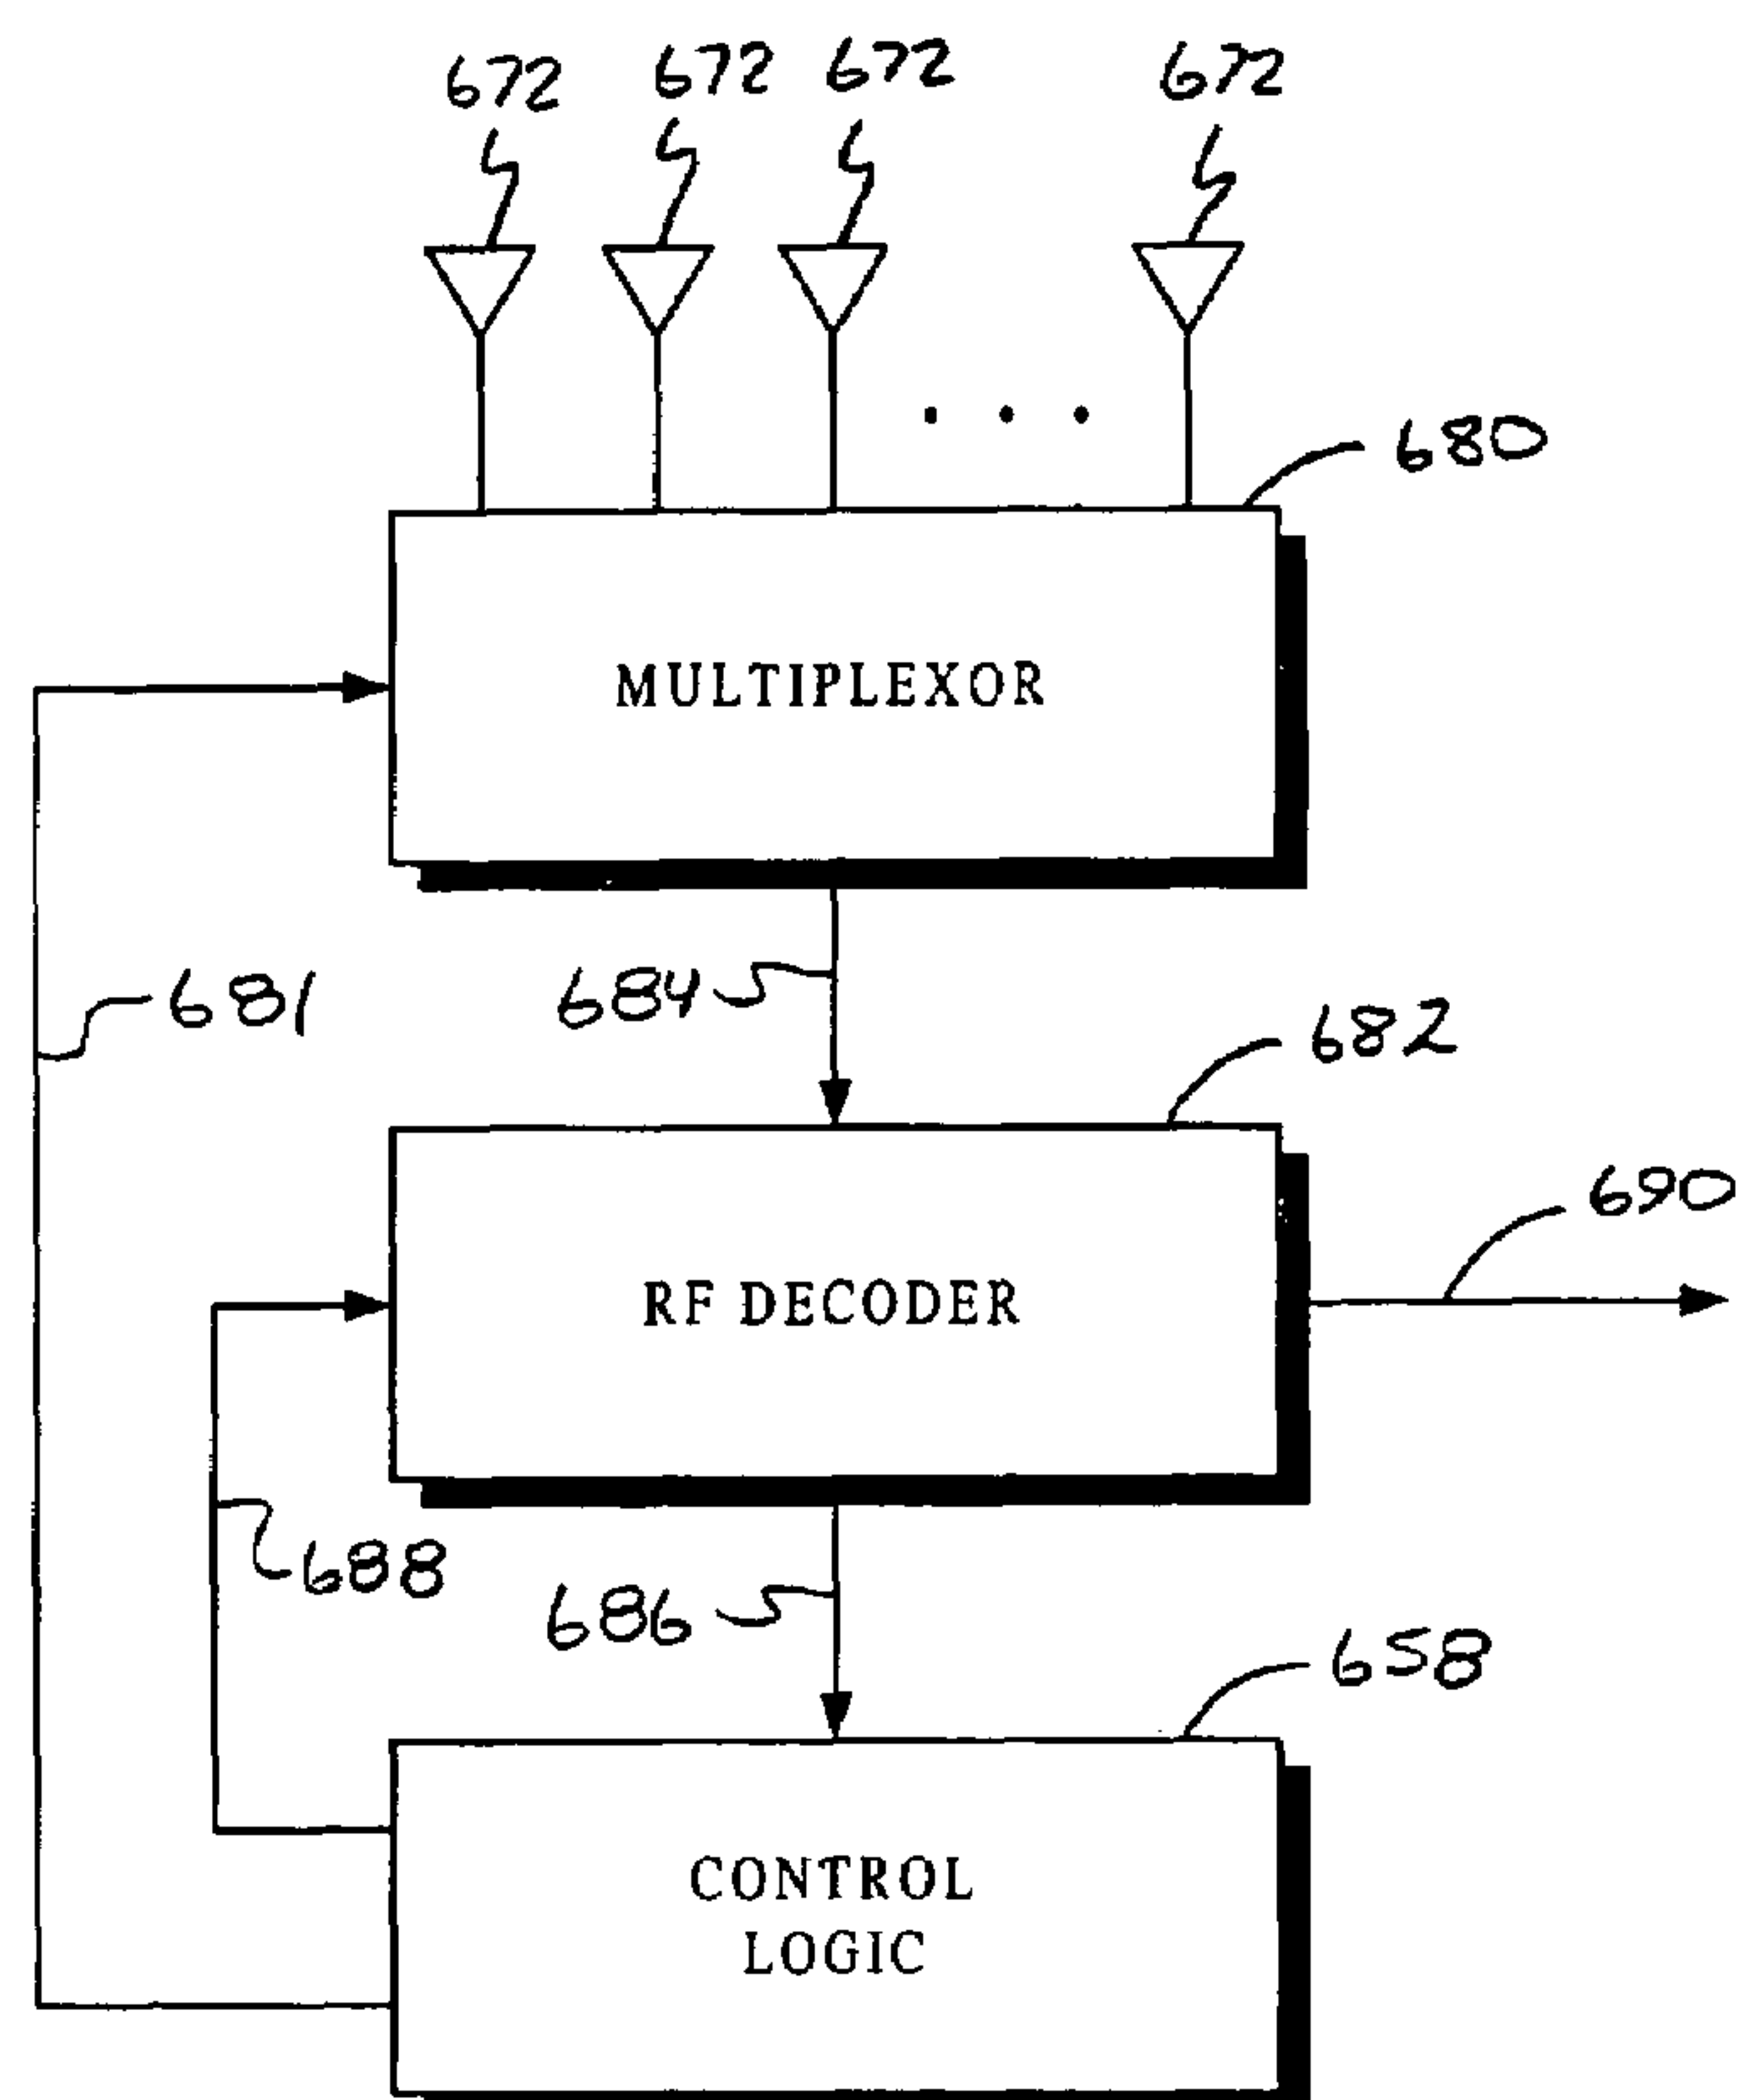 672 672 672 672
680
MULTIPLEXOR
681
684
682
690
RF DECODER
688
686
658
CONTROL
LOGIC